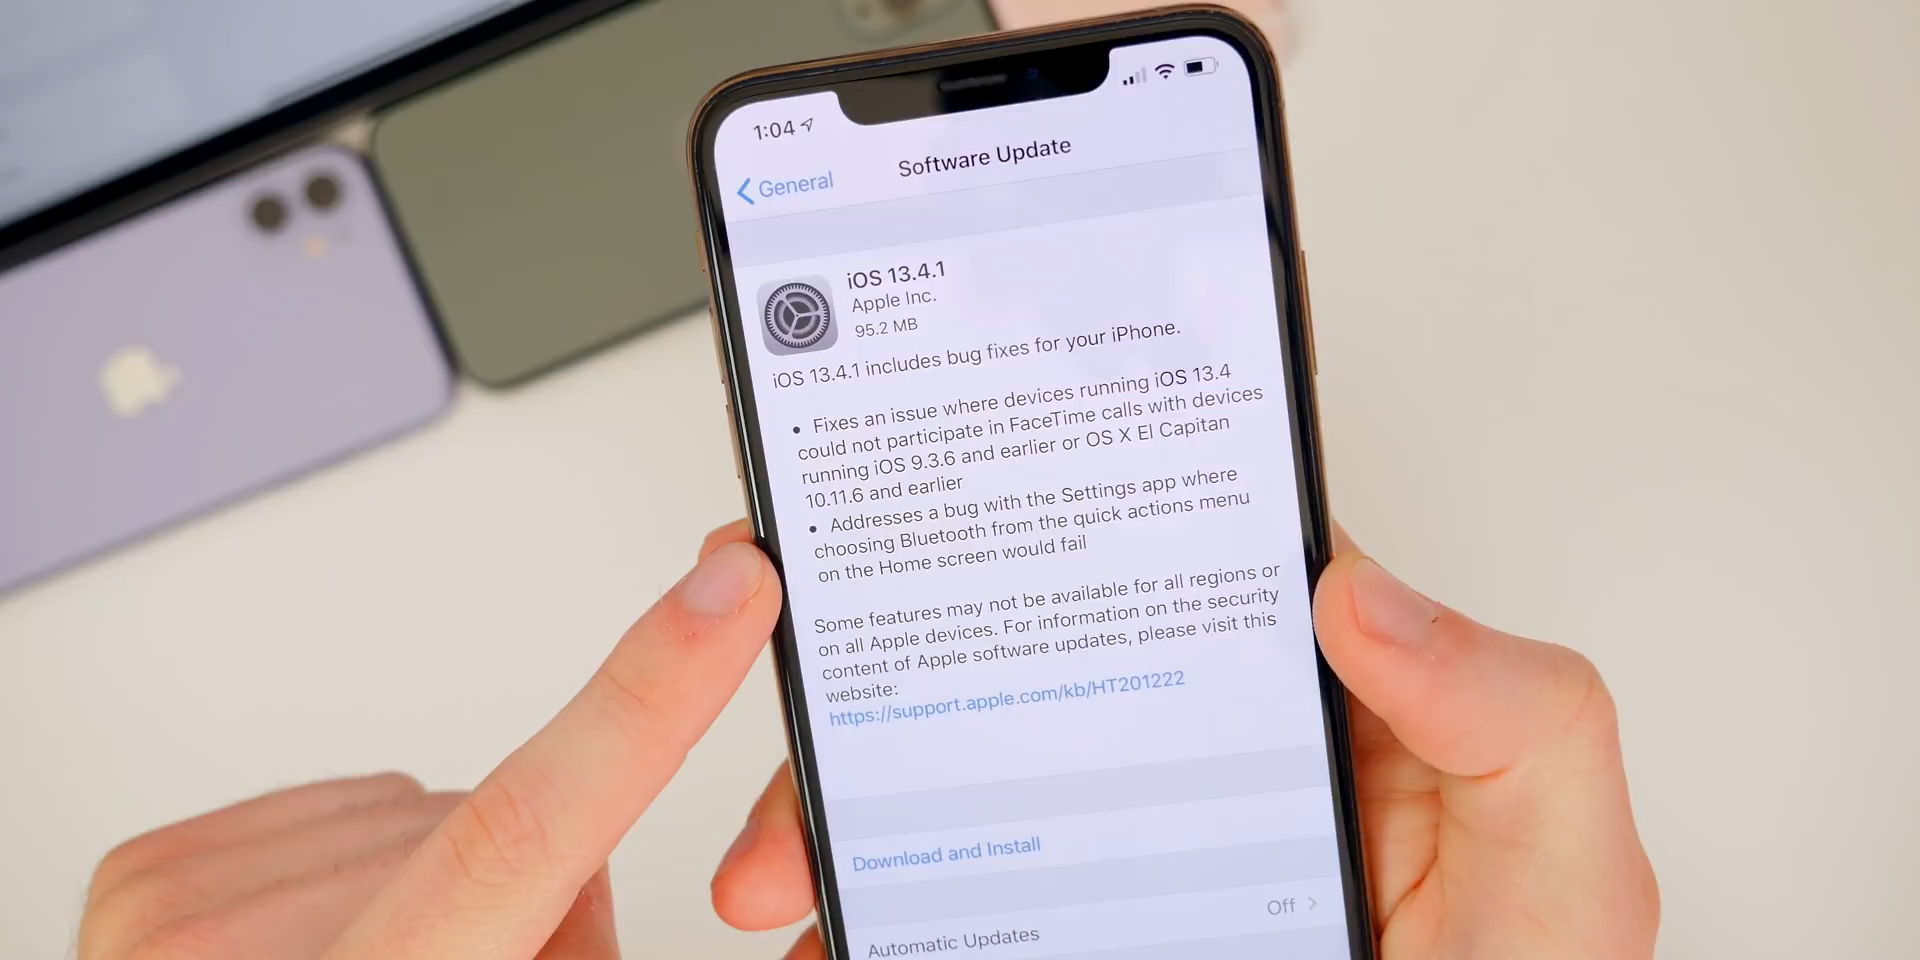 1:04
General
Software Update
iOS 13.4.1
Apple Inc.
95.2 MB
iOS 13.4.1 includes bug fixes for your iPhone.
• Fixes an issue where devices running iOS 13.4
could not participate in FaceTime calls with devices
running iOS 9.3.6 and earlier or OS X El Capitan
10.11.6 and earlier
• Addresses a bug with the Settings app where
choosing Bluetooth from the quick actions menu
on the Home screen would fail
Some features may not be available for all regions or
on all Apple devices. For information on the security
content of Apple software updates, please visit this
website:
https://support.apple.com/kb/HT201222
Download and Install
Automatic Updates Off